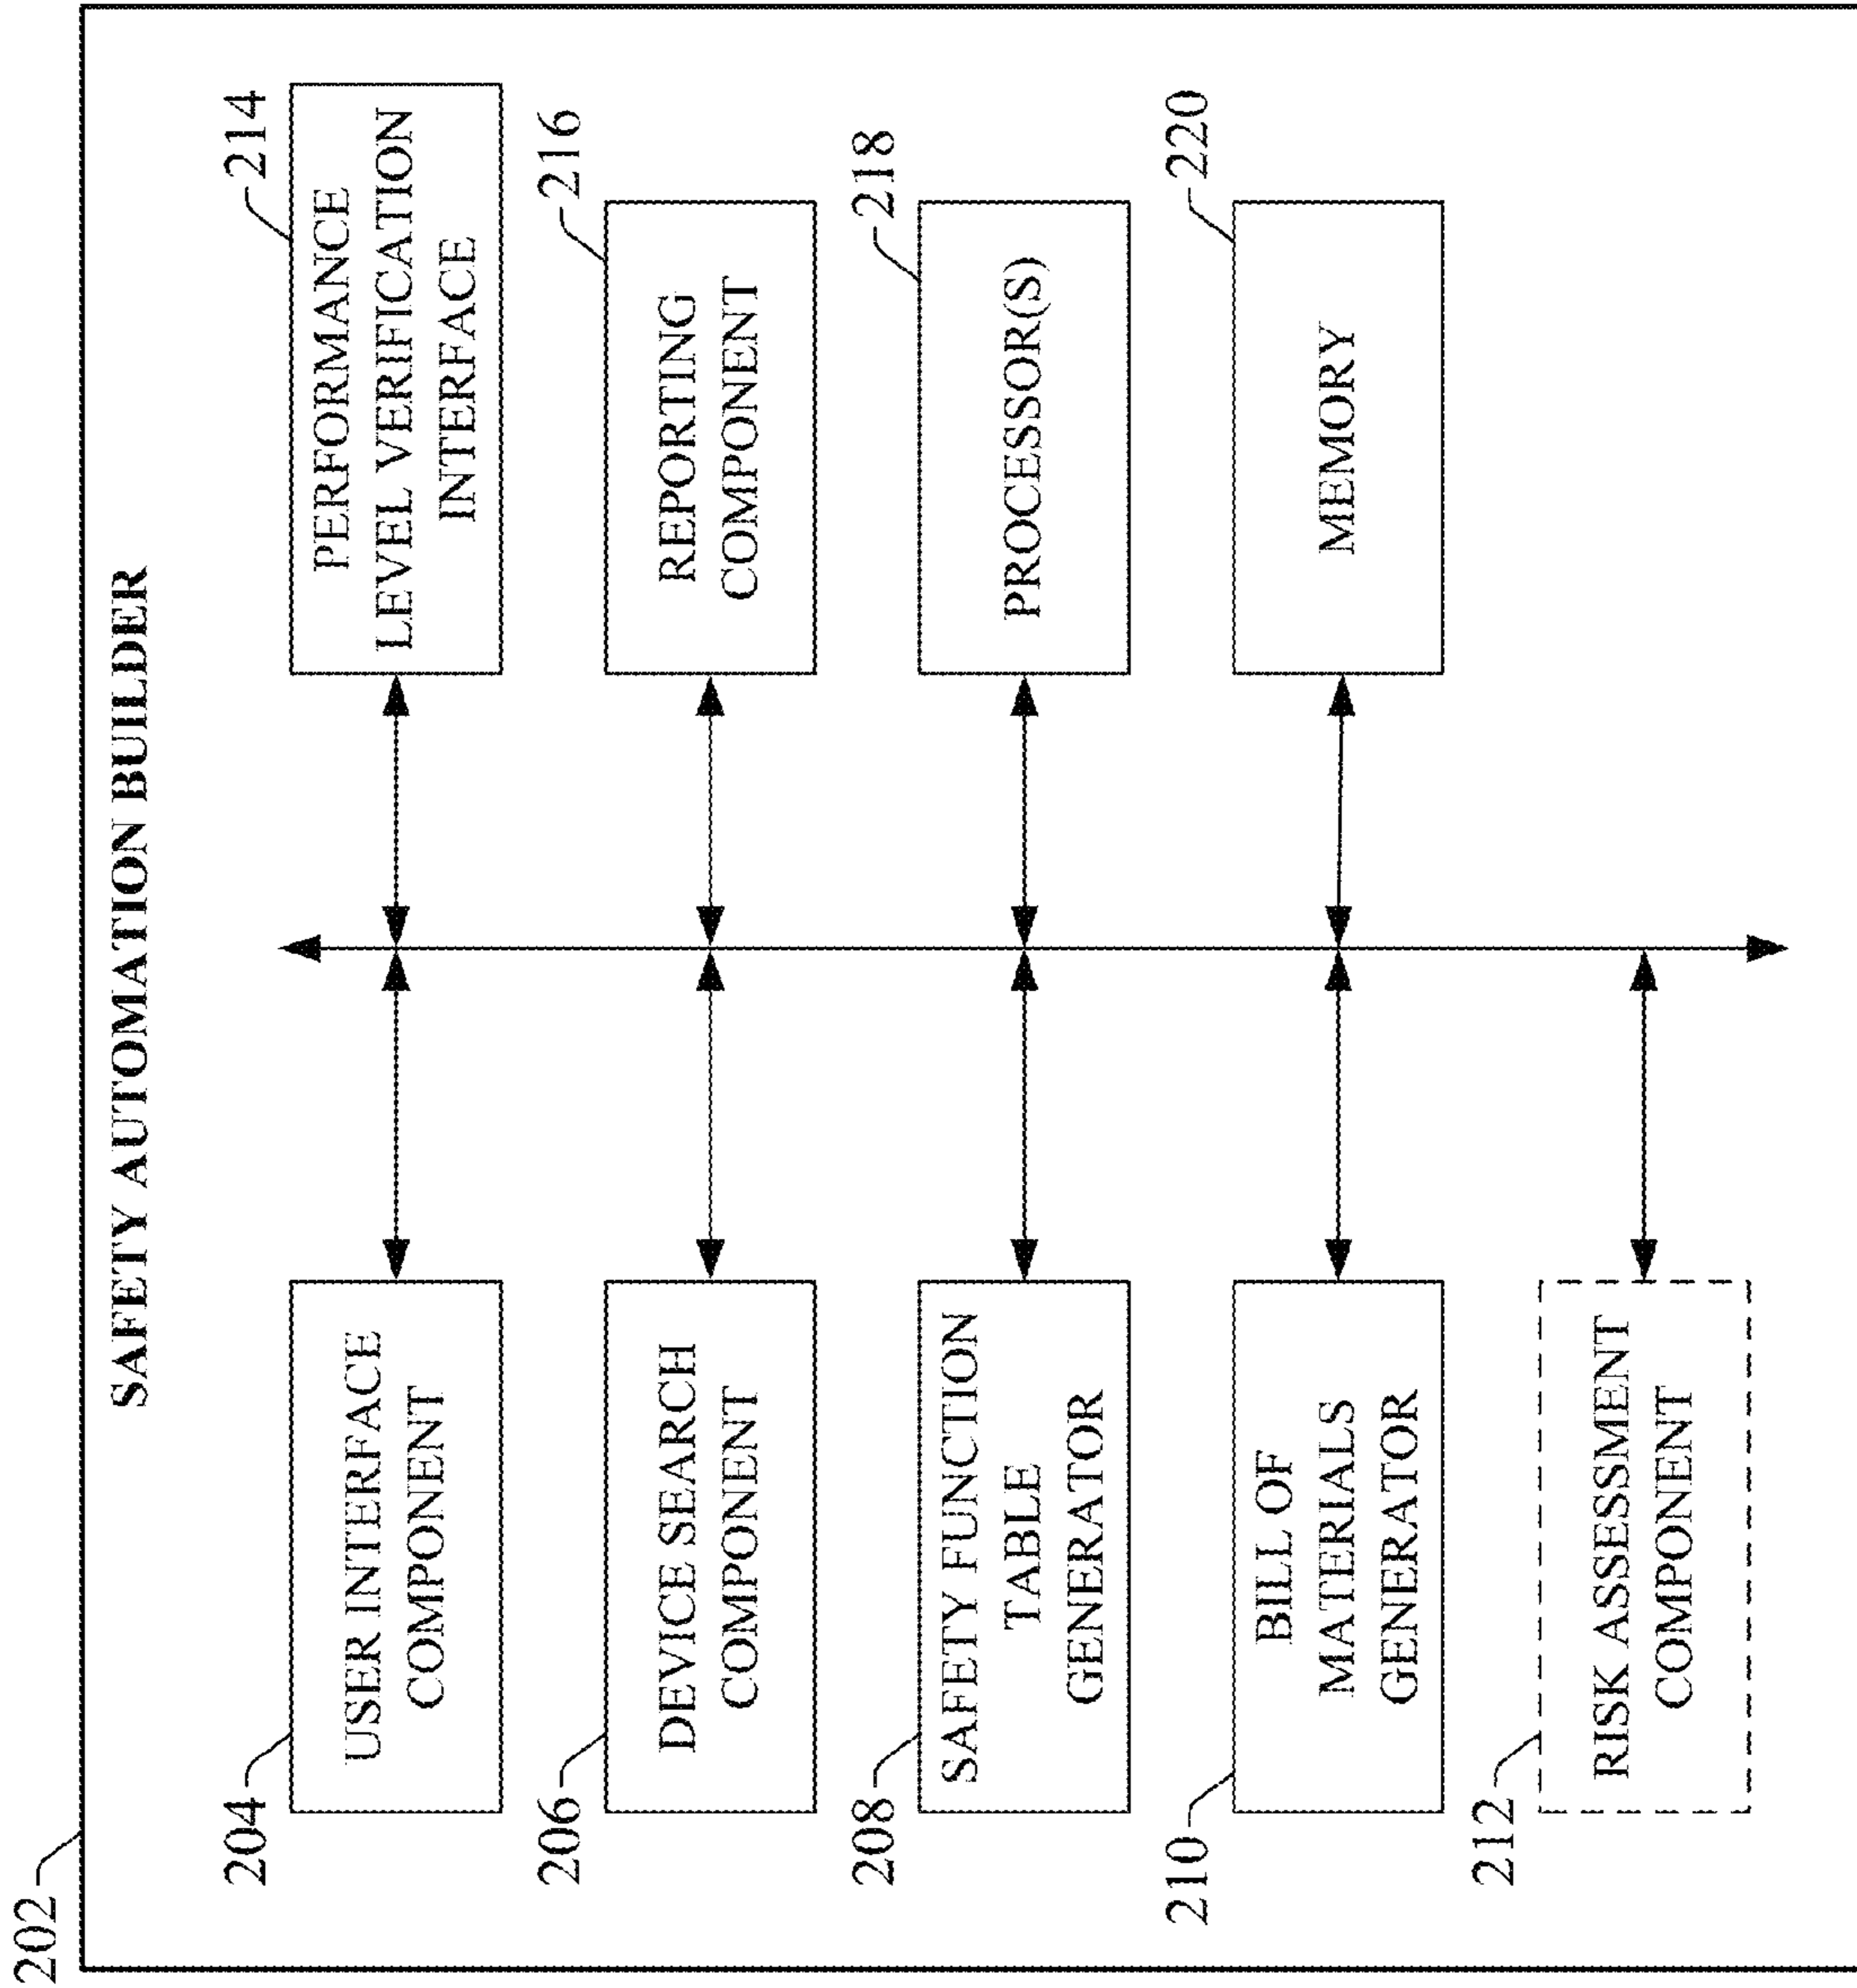 202
SAFETY AUTOMATION BUILDER
204
USER INTERFACE
COMPONENT
206
DEVICE SEARCH
COMPONENT
208
SAFETY FUNCTION
TABLE
GENERATOR
210
BILL OF
MATERIALS
GENERATOR
212
RISK ASSESSMENT
COMPONENT
214
PERFORMANCE
LEVEL VERIFICATION
INTERFACE
216
REPORTING
COMPONENT
218
PROCESSOR(S)
220
MEMORY